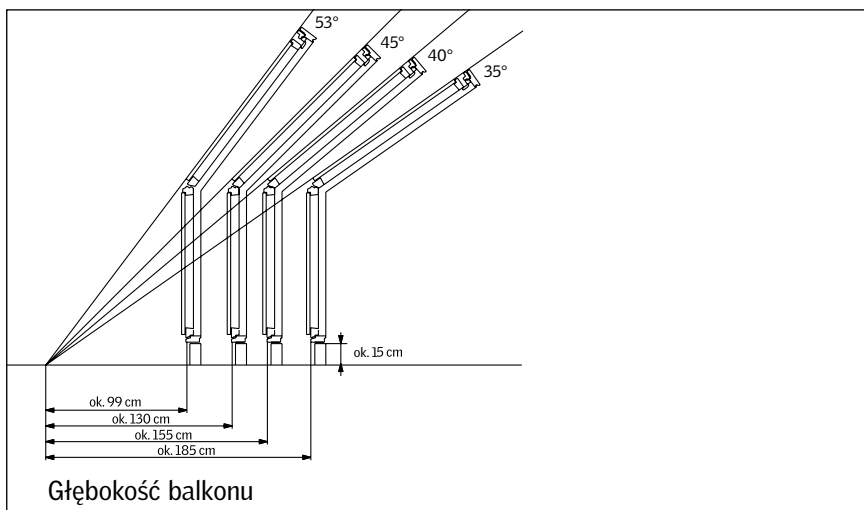 53°
45°
40°
35°
ok. 15 cm
ok. 99 cm
ok. 130 cm
ok. 155 cm
ok. 185 cm
Głębokość balkonu